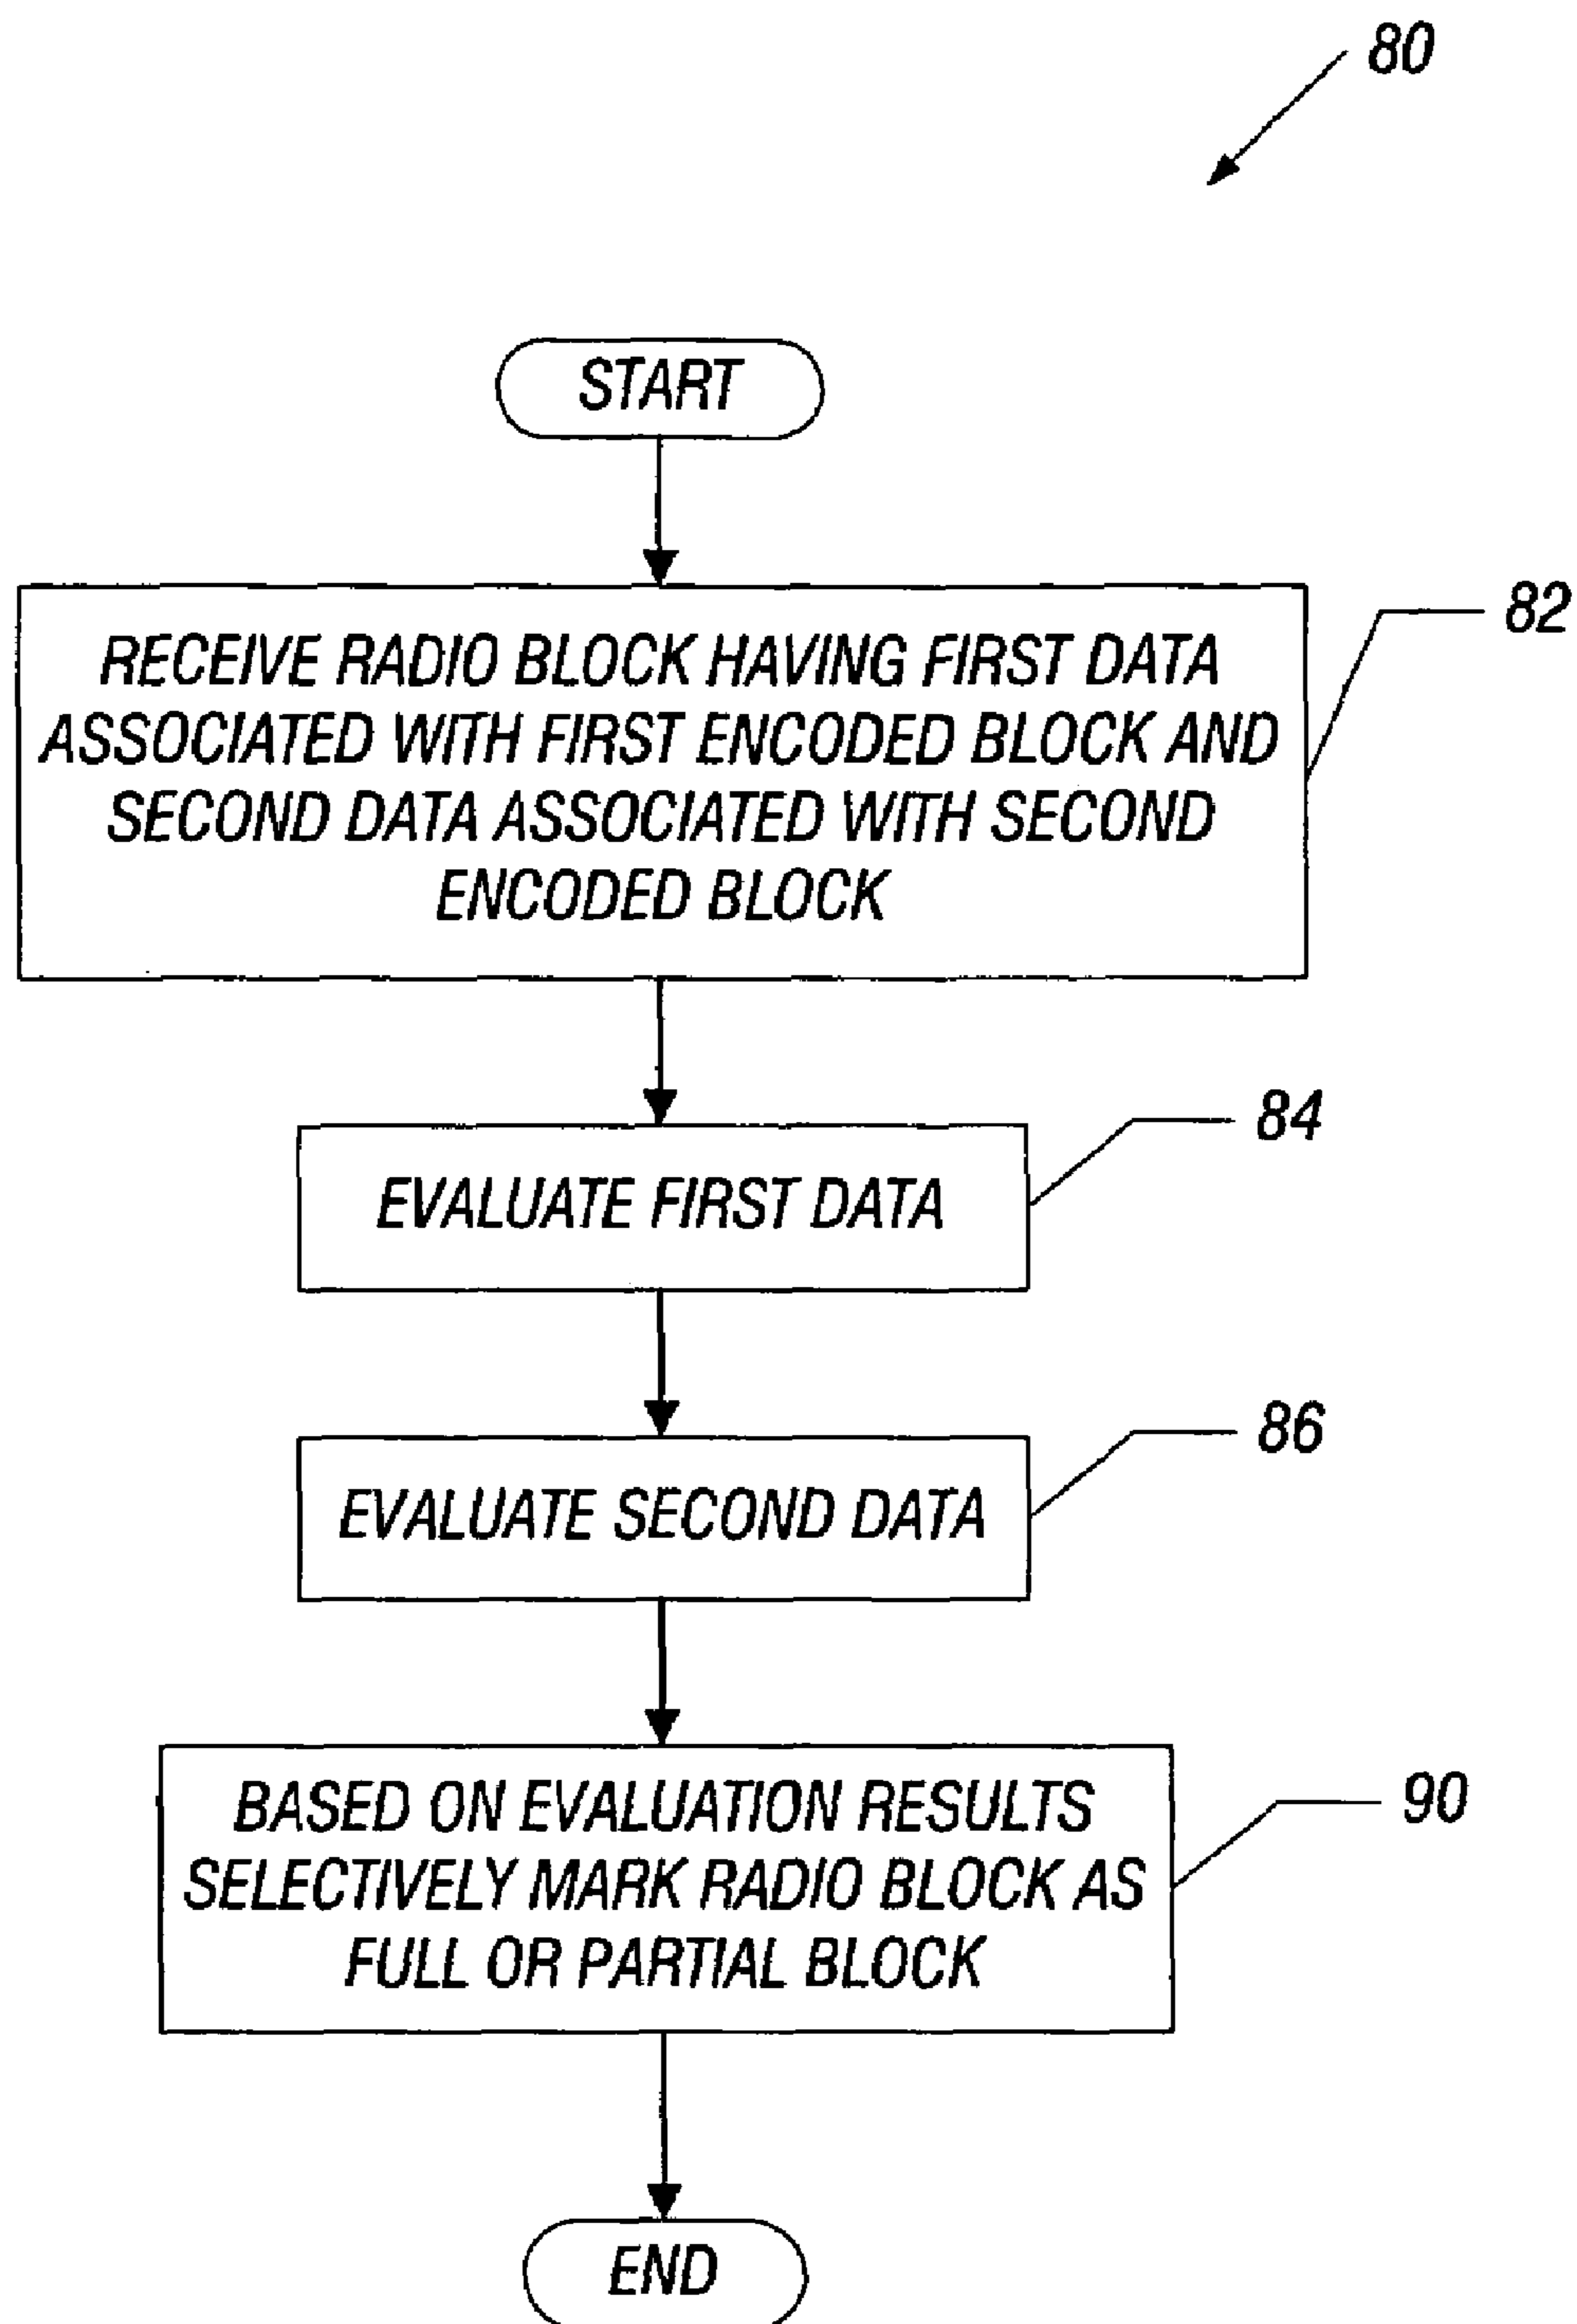 80
START
RECEIVE RADIO BLOCK HAVING FIRST DATA
ASSOCIATED WITH FIRST ENCODED BLOCK AND
SECOND DATA ASSOCIATED WITH SECOND
ENCODED BLOCK
82
EVALUATE FIRST DATA
84
EVALUATE SECOND DATA
86
BASED ON EVALUATION RESULTS
SELECTIVELY MARK RADIO BLOCK AS
FULL OR PARTIAL BLOCK
90
END